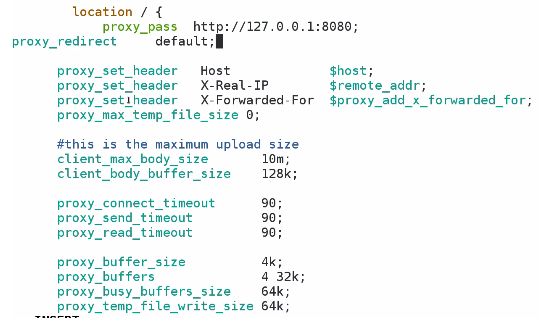 location / {
proxy_pass http://127.0.0.1:8080;
proxy_redirect default;
proxy_set_header Host $host;
proxy_set_header X-Real-IP $remote_addr;
proxy_set_header X-Forwarded-For $proxy_add_x_forwarded_for;
proxy_max_temp_file_size 0;
#this is the maximum upload size
client_max_body_size 10m;
client_body_buffer_size 128k;
proxy_connect_timeout 90;
proxy_send_timeout 90;
proxy_read_timeout 90;
proxy_buffer_size 4k;
proxy_buffers 4 32k;
proxy_busy_buffers_size 64k;
proxy_temp_file_write_size 64k;